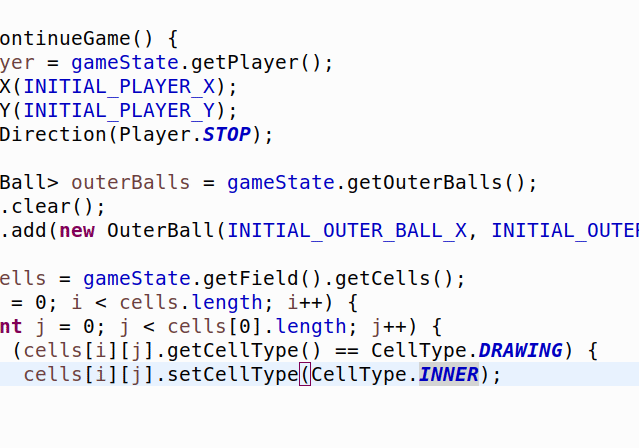 ontinueGame() {
yer = gameState.getPlayer();
X(INITIAL_PLAYER_X);
Y(INITIAL_PLAYER_Y);
Direction(Player.STOP);
Ball> outerBalls = gameState.getOuterBalls();
.clear();
.add(new OuterBall(INITIAL_OUTER_BALL_X, INITIAL_OUTE
ells = gameState.getField().getCells();
= 0; i < cells.length; i++) {
nt j = 0; j < cells[0].length; j++) {
(cells[i][j].getCellType() == CellType.DRAWING) {
cells[i][j].setCellType(CellType.INNER);